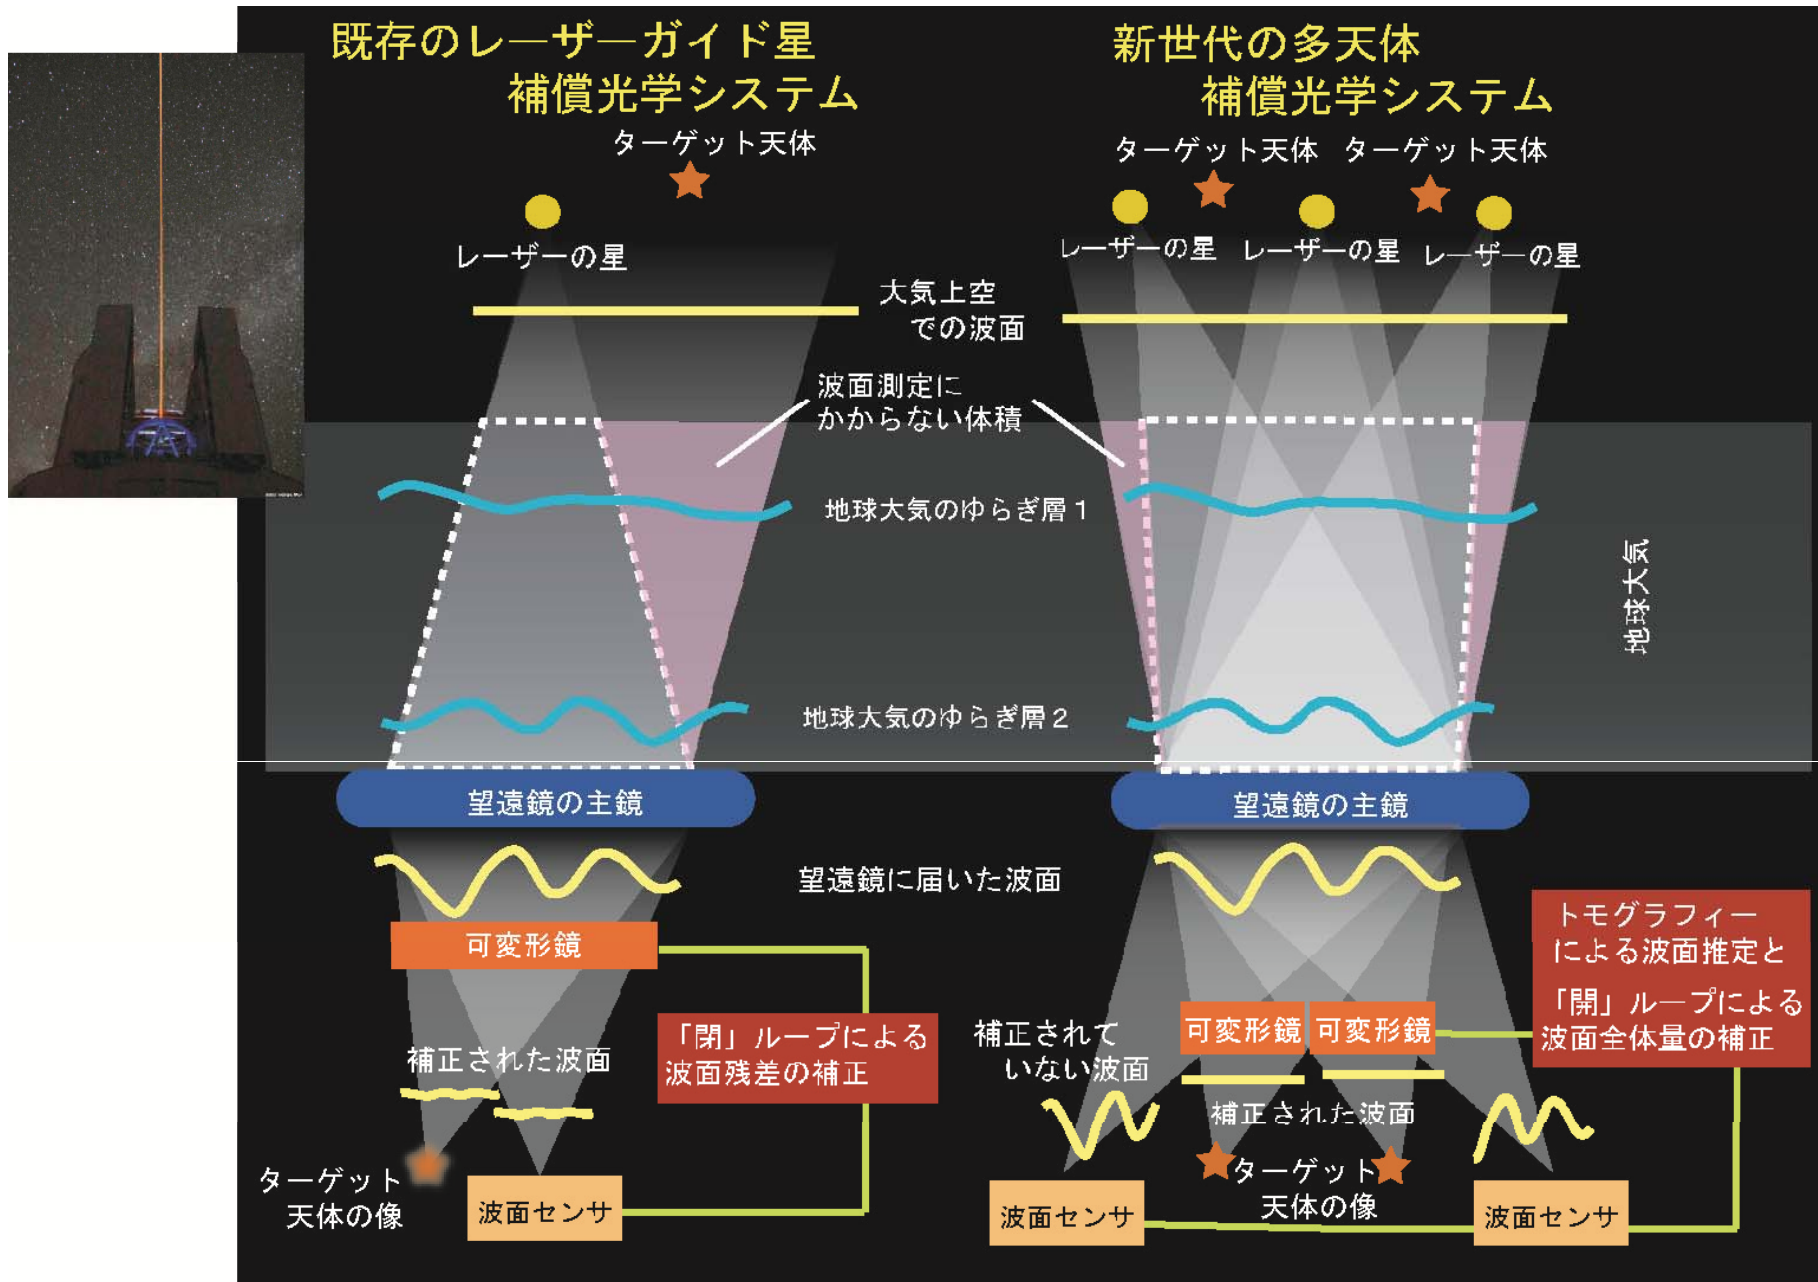 既存のレーザーガイド星
補償光学システム
ターゲット天体
レーザーの星
新世代の多天体
補償光学システム
ターゲット天体
ターゲット天体
レーザーの星
レーザーの星
レーザーの星
大気上空
での波面
波面測定に
かからない体積
地球大気のゆらぎ層1
地球大気のゆらぎ層2
地球大気
望遠鏡の主鏡
望遠鏡の主鏡
望遠鏡に届いた波面
可変形鏡
「閉」ループによる
波面残差の補正
補正された波面
ターゲット
天体の像
波面センサ
トモグラフィー
による波面推定と
「開」ループによる
波面全体量の補正
可変形鏡
可変形鏡
補正されて
いない波面
補正された波面
ターゲット
天体の像
波面センサ
波面センサ